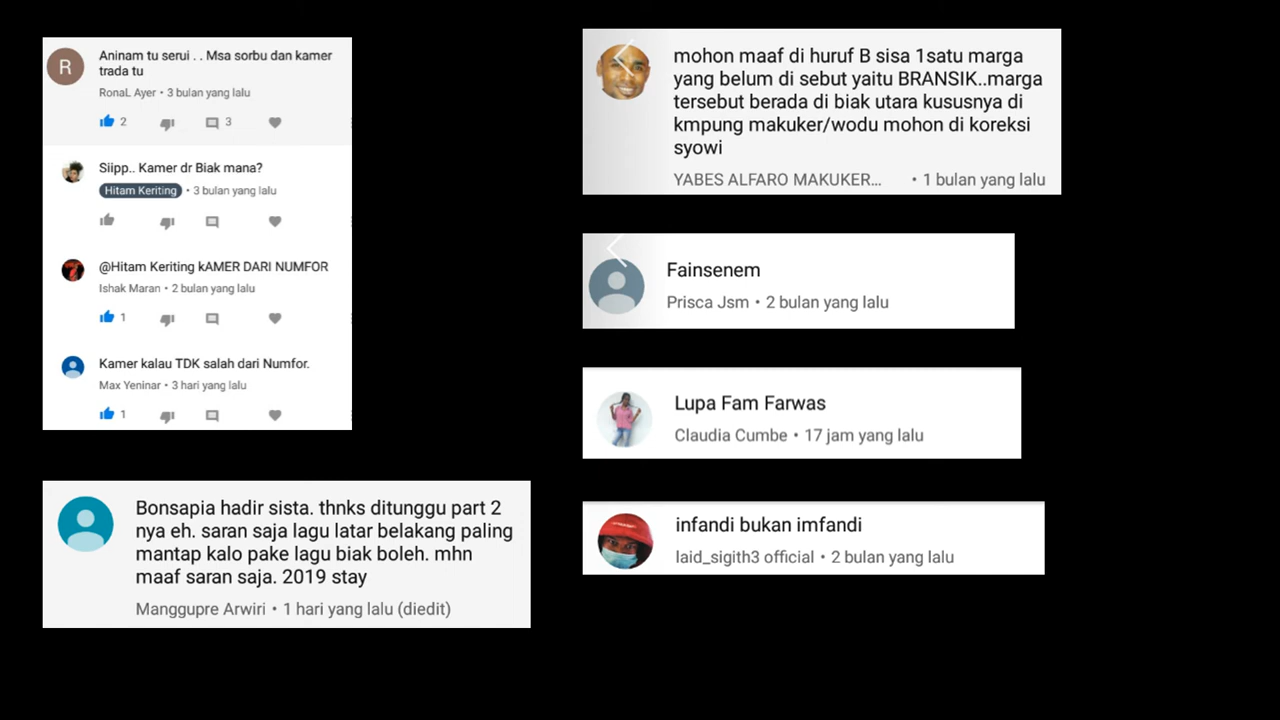 R
Aninam tu serui . . Msa sorbu dan kamer
trada tu
RonaL Ayer • 3 bulan yang lalu
2
3
Siipp.. Kamer dr Biak mana?
Hitam Keriting • 3 bulan yang lalu
@Hitam Keriting kAMER DARI NUMFOR
Ishak Maran • 2 bulan yang lalu
1
Kamer kalau TDK salah dari Numfor.
Max Yeninar • 3 hari yang lalu
1
Bonsapia hadir sista. thnks ditunggu part 2
nya eh. saran saja lagu latar belakang paling
mantap kalo pake lagu biak boleh. mhn
maaf saran saja. 2019 stay
Manggupre Arwiri • 1 hari yang lalu (diedit)
mohon maaf di huruf B sisa 1satu marga
yang belum di sebut yaitu BRANSIK..marga
tersebut berada di biak utara kususnya di
kmpung makuker/wodu mohon di koreksi
syowi
YABES ALFARO MAKUKER... • 1 bulan yang lalu
Fainsenem
Prisca Jsm • 2 bulan yang lalu
Lupa Fam Farwas
Claudia Cumbe • 17 jam yang lalu
infandi bukan imfandi
laid_sigith3 official • 2 bulan yang lalu